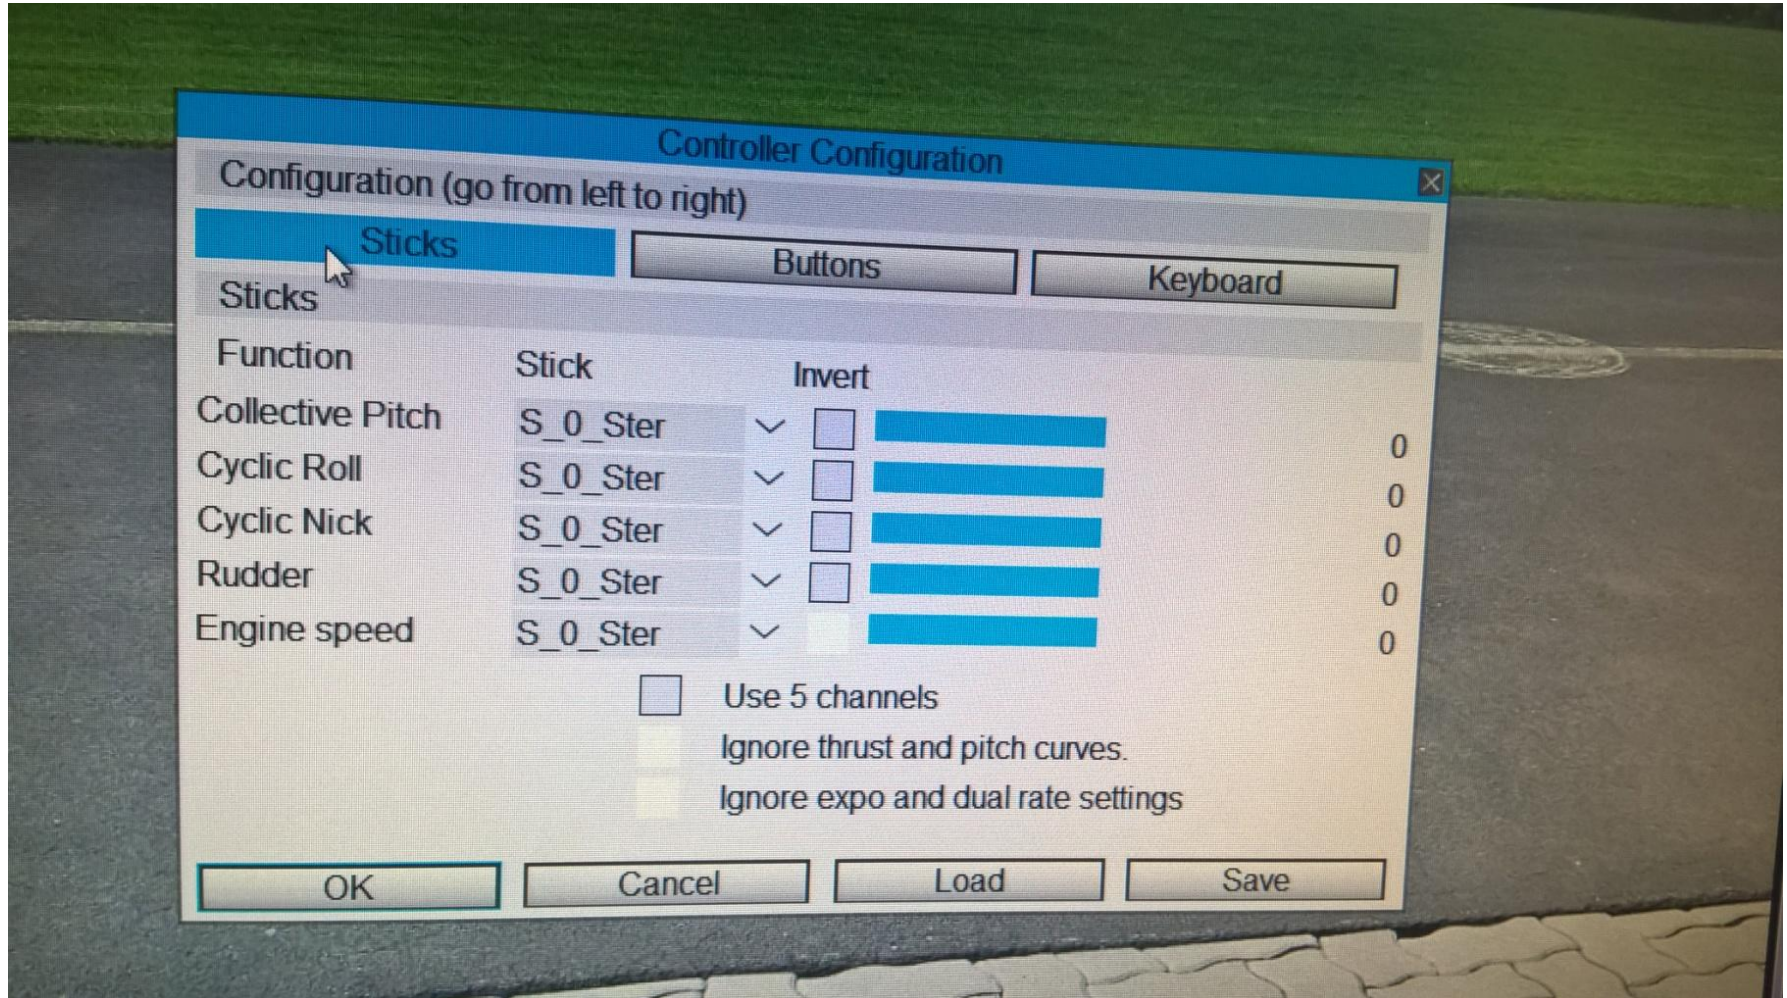 Controller Configuration
Configuration (go from left to right)
Sticks Buttons Keyboard
Sticks
Function Stick Invert
Collective Pitch S_0_Ster 0
Cyclic Roll S_0_Ster 0
Cyclic Nick S_0_Ster 0
Rudder S_0_Ster 0
Engine speed S_0_Ster 0
Use 5 channels
Ignore thrust and pitch curves.
Ignore expo and dual rate settings
OK Cancel Load Save